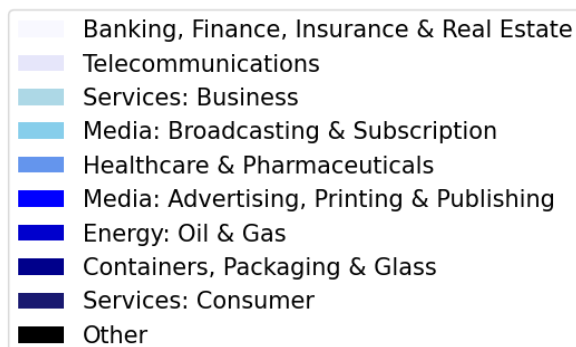 Banking, Finance, Insurance & Real Estate
Telecommunications
Services: Business
Media: Broadcasting & Subscription
Healthcare & Pharmaceuticals
Media: Advertising, Printing & Publishing
Energy: Oil & Gas
Containers, Packaging & Glass
Services: Consumer
Other